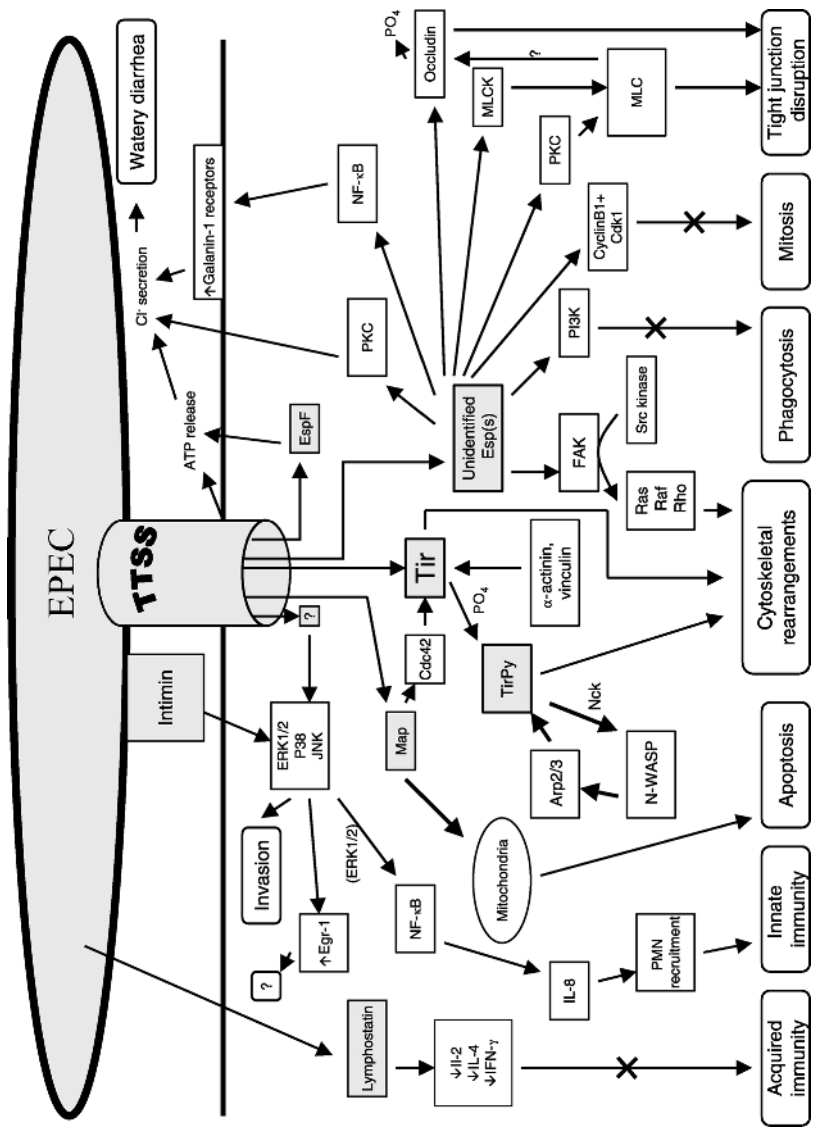 EPEC
TTSS
Intimin
Watery diarrhea
Cl⁻ secretion
↑Galanin-1 receptors
ATP release
EspF
NF-κB
PKC
?
ERK1/2
P38
JNK
Invasion
(ERK1/2)
↑Egr-1
?
NF-κB
Lymphostatin
↓Il-2
↓IL-4
↓IFN-γ
IL-8
PMN
recruitment
Map
Mitochondria
Cdc42
Tir
PO4
TirPy
Nck
N-WASP
Arp2/3
α-actinin,
vinculin
Unidentified
Esp(s)
FAK
Src kinase
Ras
Raf
Rho
PI3K
CyclinB1+
Cdk1
PKC
MLCK
MLC
?
Occludin
PO4
Acquired
immunity
Innate
immunity
Apoptosis
Cytoskeletal
rearrangements
Phagocytosis
Mitosis
Tight junction
disruption